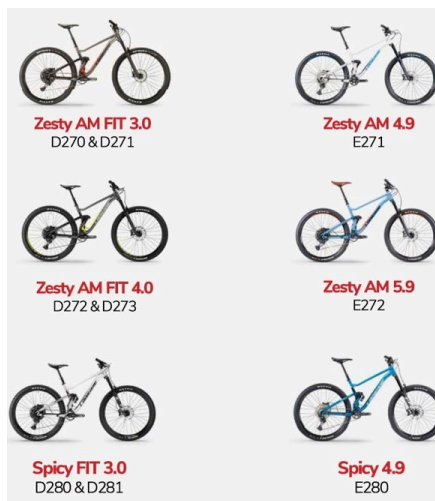 Zesty AM FIT 3.0
D270 & D271
Zesty AM 4.9
E271
Zesty AM FIT 4.0
D272 & D273
Zesty AM 5.9
E272
Spicy FIT 3.0
D280 & D281
Spicy 4.9
E280